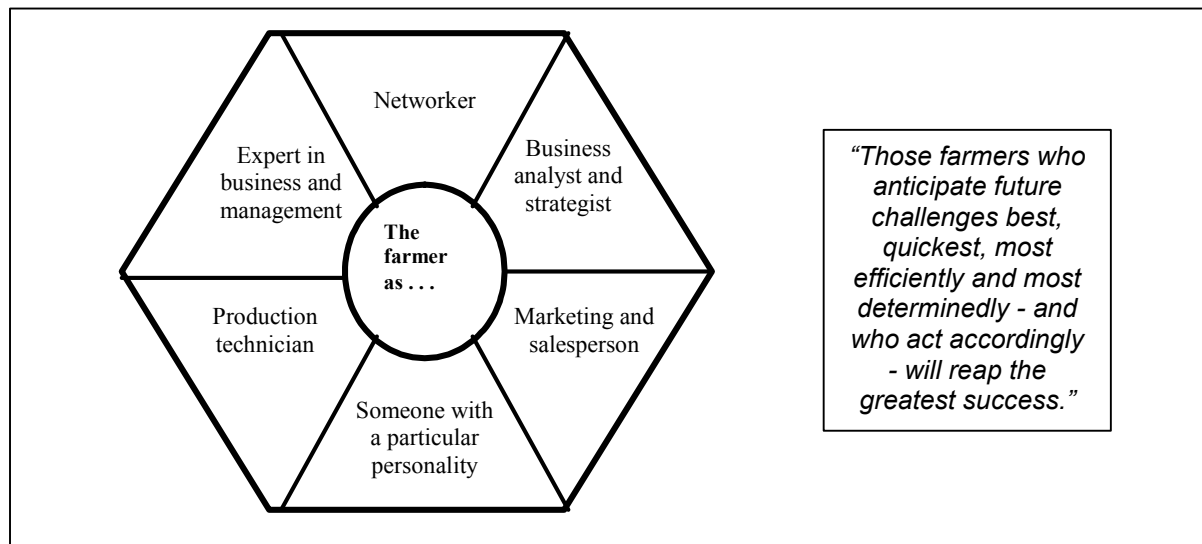 Networker
Expert in
business and
management
Business
analyst and
strategist
The
farmer
as . . .
Production
technician
Marketing and
salesperson
Someone with
a particular
personality
“Those farmers who
anticipate future
challenges best,
quickest, most
efficiently and most
determinedly - and
who act accordingly
- will reap the
greatest success.”